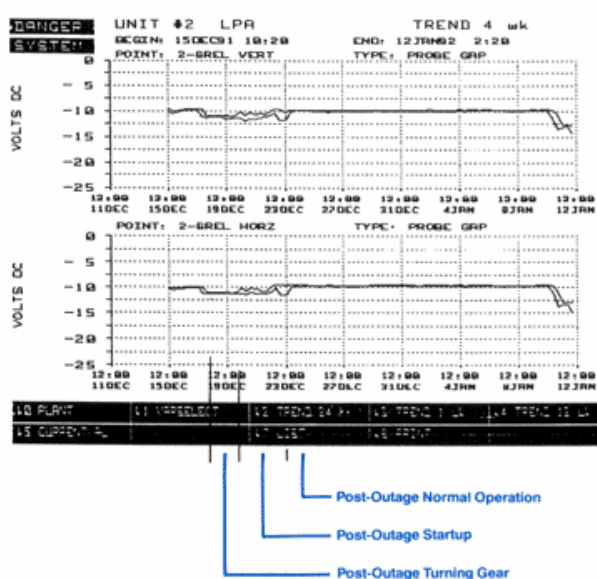 DANGER
SYSTEM
UNIT #2 LPA TREND 4 wk
BEGIN: 15DEC91 10:20 END: 12JAN92 2:20
POINT: 2-GREL VERT TYPE: PROBE GAP
VOLTS DC
0
-5
-10
-15
-20
-25
12:00 12:00 12:00 12:00 12:00 12:00 12:00 12:00 12:00
11DEC 15DEC 19DEC 23DEC 27DEC 31DEC 4JAN 8JAN 12JAN
POINT: 2-GREL HORZ TYPE: PROBE GAP
VOLTS DC
0
-5
-10
-15
-20
-25
12:00 12:00 12:00 12:00 12:00 12:00 12:00 12:00 12:00
11DEC 15DEC 19DEC 23DEC 27DEC 31DEC 4JAN 8JAN 12JAN
PLANT TREND 24 TREND 1 WK TREND
LIST PRINT
Post-Outage Normal Operation
Post-Outage Startup
Post-Outage Turning Gear